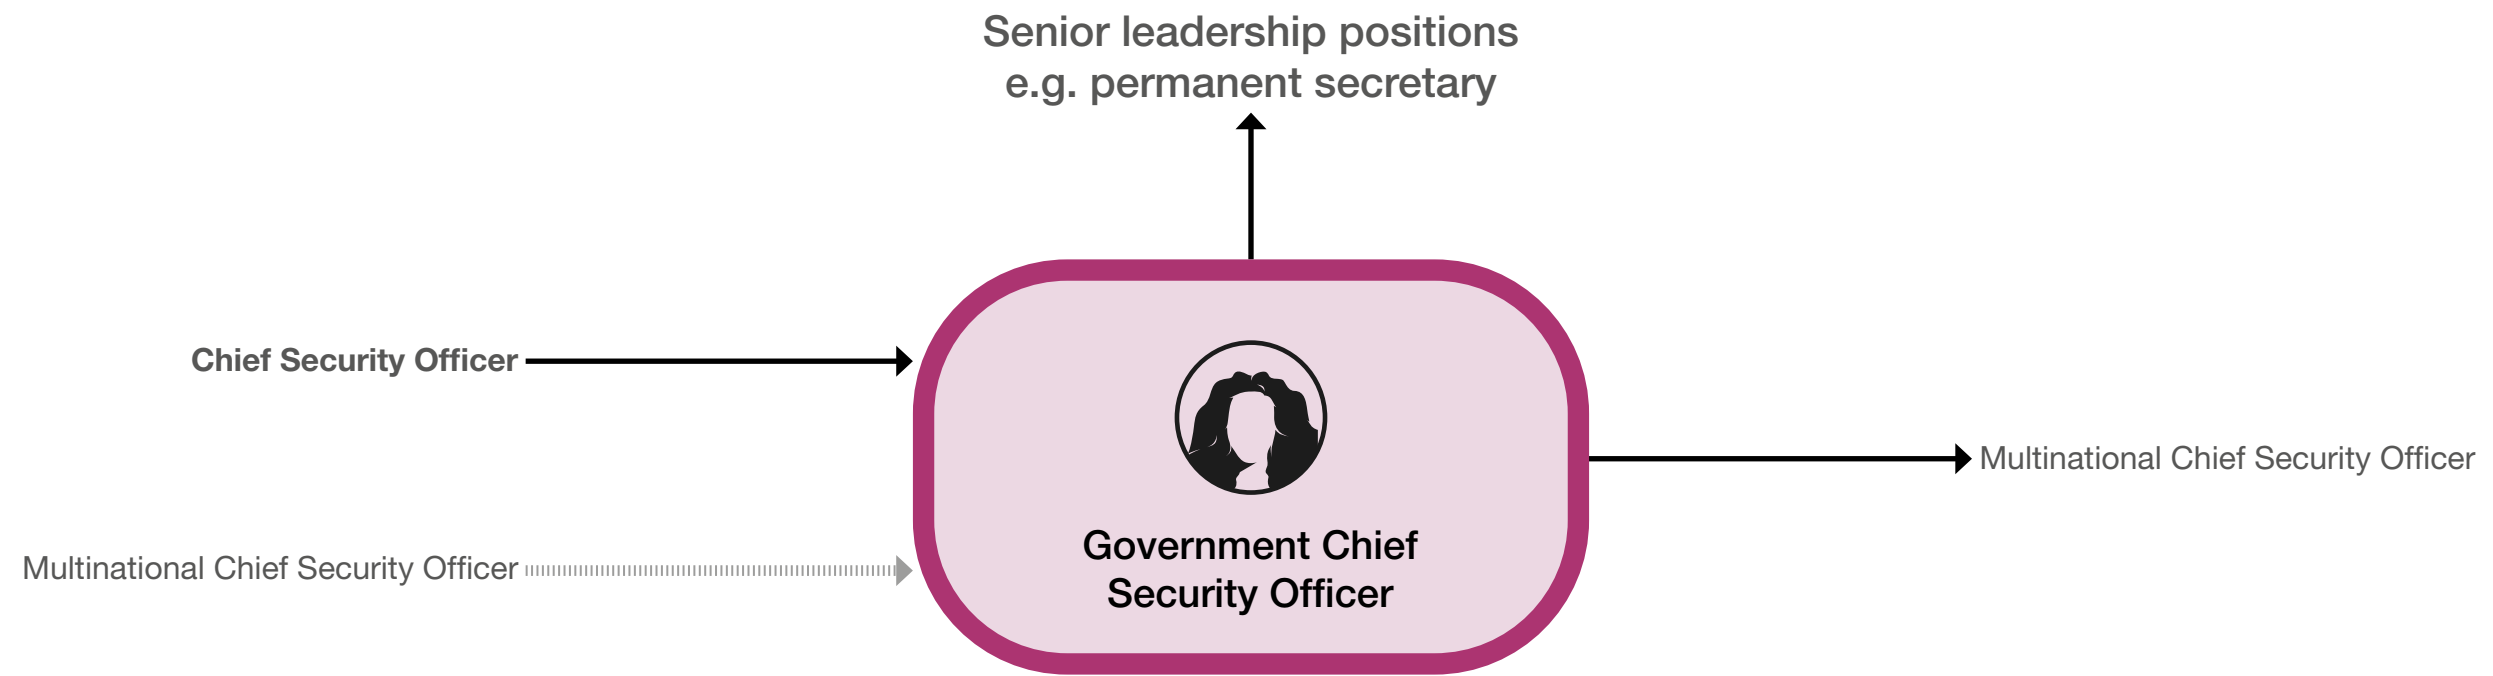 Senior leadership positions
e.g. permanent secretary
Chief Security Officer
Multinational Chief Security Officer
Government Chief
Security Officer
Multinational Chief Security Officer